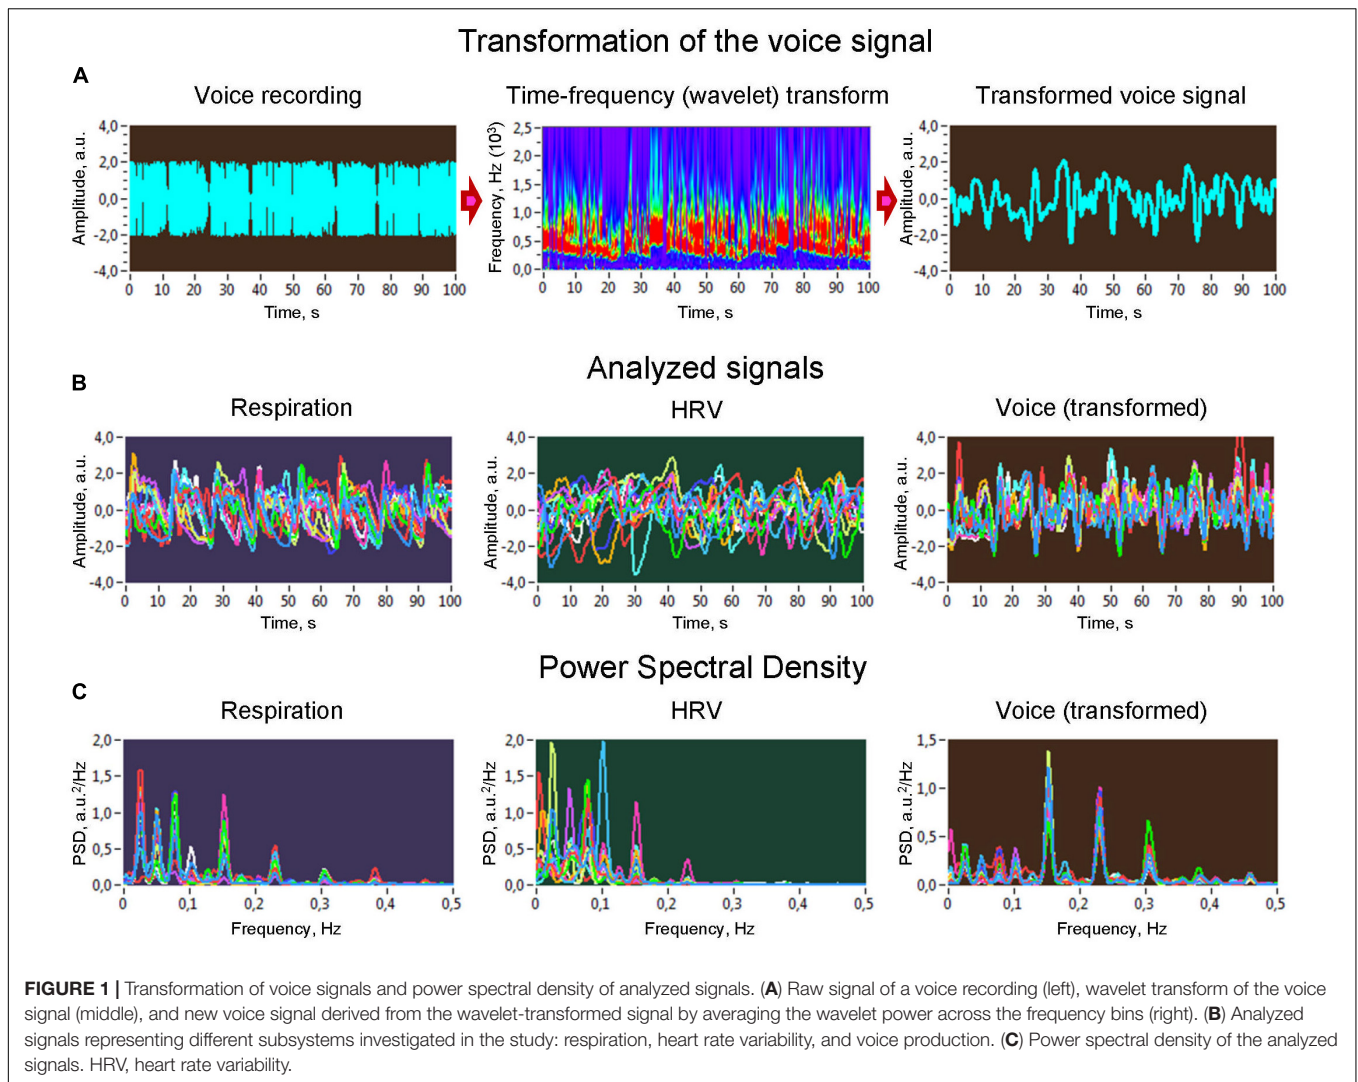 Transformation of the voice signal
A
Voice recording
Time-frequency (wavelet) transform
Transformed voice signal
Amplitude, a.u.
4,0
2,0
0,0
-2,0
-4,0
0 10 20 30 40 50 60 70 80 90 100
Time, s
Frequency, Hz (10³)
2,5
2,0
1,5
1,0
0,5
0,0
0 10 20 30 40 50 60 70 80 90 100
Time, s
Amplitude, a.u.
4,0
2,0
0,0
-2,0
-4,0
0 10 20 30 40 50 60 70 80 90 100
Time, s
Analyzed signals
B
Respiration
HRV
Voice (transformed)
Amplitude, a.u.
4,0
2,0
0,0
-2,0
-4,0
0 10 20 30 40 50 60 70 80 90 100
Time, s
Amplitude, a.u.
4,0
2,0
0,0
-2,0
-4,0
0 10 20 30 40 50 60 70 80 90 100
Time, s
Amplitude, a.u.
4,0
2,0
0,0
-2,0
-4,0
0 10 20 30 40 50 60 70 80 90 100
Time, s
Power Spectral Density
C
Respiration
HRV
Voice (transformed)
PSD, a.u.²/Hz
2,0
1,5
1,0
0,5
0,0
0 0,1 0,2 0,3 0,4 0,5
Frequency, Hz
PSD, a.u.²/Hz
2,0
1,5
1,0
0,5
0,0
0 0,1 0,2 0,3 0,4 0,5
Frequency, Hz
PSD, a.u.²/Hz
1,5
1,0
0,5
0,0
0 0,1 0,2 0,3 0,4 0,5
Frequency, Hz
FIGURE 1 | Transformation of voice signals and power spectral density of analyzed signals. (A) Raw signal of a voice recording (left), wavelet transform of the voice
signal (middle), and new voice signal derived from the wavelet-transformed signal by averaging the wavelet power across the frequency bins (right). (B) Analyzed
signals representing different subsystems investigated in the study: respiration, heart rate variability, and voice production. (C) Power spectral density of the analyzed
signals. HRV, heart rate variability.